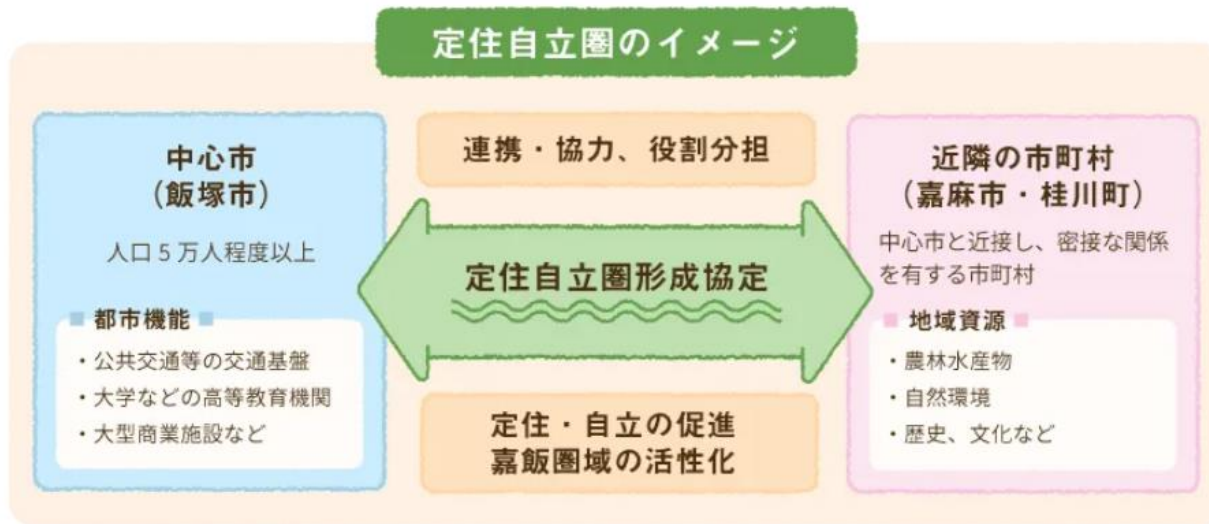 定住自立圏のイメージ
中心市
（飯塚市）
人口5万人程度以上
都市機能
・公共交通等の交通基盤
・大学などの高等教育機関
・大型商業施設など
連携・協力、役割分担
定住自立圏形成協定
定住・自立の促進
嘉飯圏域の活性化
近隣の市町村
（嘉麻市・桂川町）
中心市と近接し、密接な関係
を有する市町村
地域資源
・農林水産物
・自然環境
・歴史、文化など